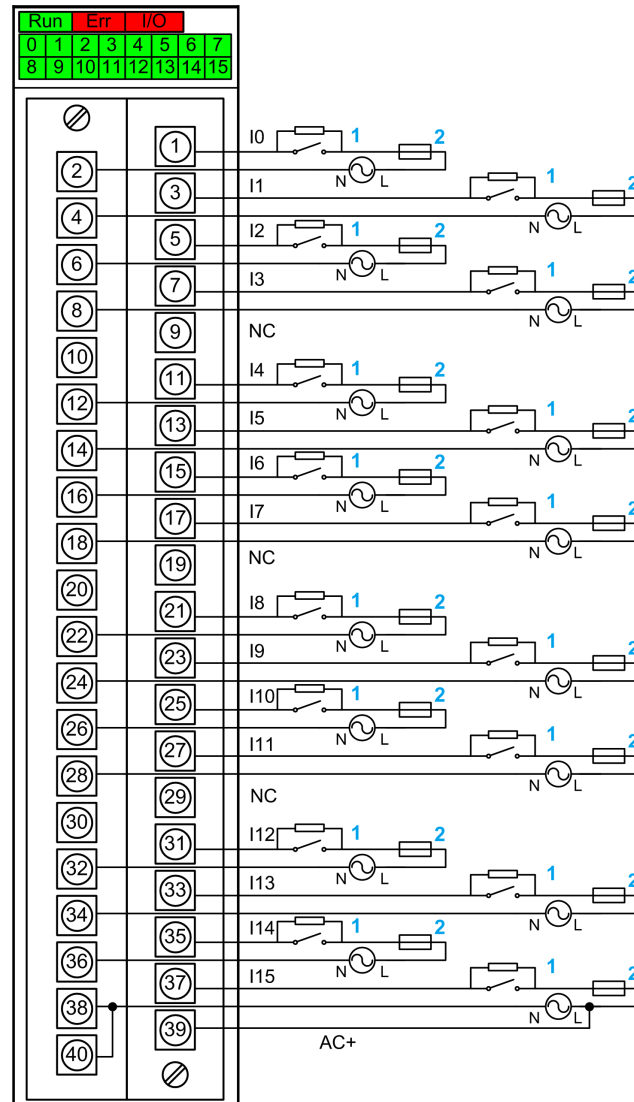 Run Err I/O
0 1 2 3 4 5 6 7
8 9 10 11 12 13 14 15
1 I0 1 2
2 N L
3 I1 1 2
4 N L
5 I2 1 2
6 N L
7 I3 1 2
8 N L
9 NC
10
11 I4 1 2
12 N L
13 I5 1 2
14 N L
15 I6 1 2
16 N L
17 I7 1 2
18 N L
19 NC
20
21 I8 1 2
22 N L
23 I9 1 2
24 N L
25 I10 1 2
26 N L
27 I11 1 2
28 N L
29 NC
30
31 I12 1 2
32 N L
33 I13 1 2
34 N L
35 I14 1 2
36 N L
37 I15 1 2
38 N L
39 AC+
40